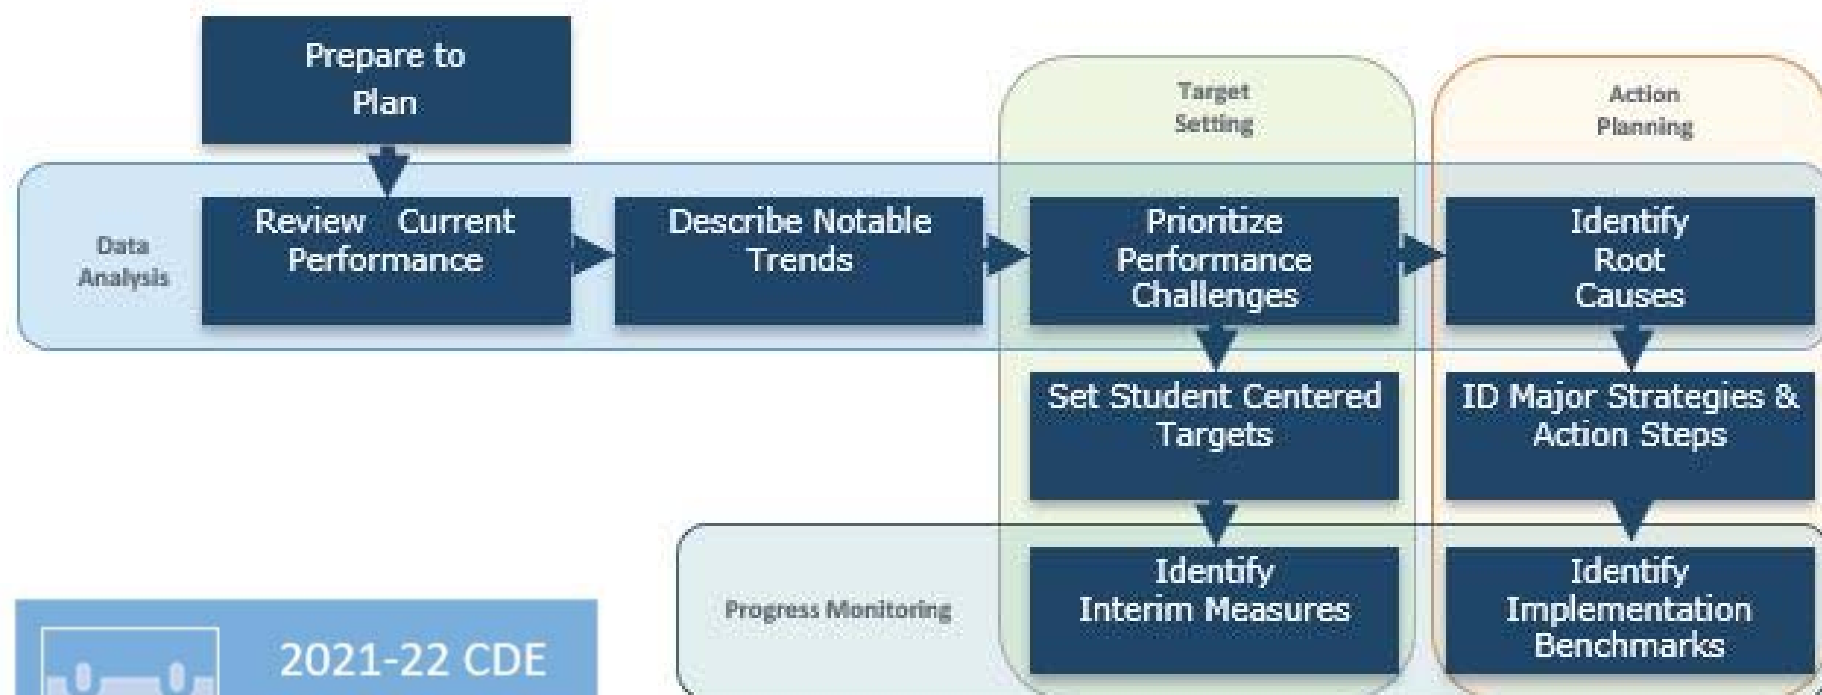 Prepare to
Plan
Target
Setting
Action
Planning
Data
Analysis
Review Current
Performance
Describe Notable
Trends
Prioritize
Performance
Challenges
Identify
Root
Causes
Set Student Centered
Targets
ID Major Strategies &
Action Steps
Progress Monitoring
Identify
Interim Measures
Identify
Implementation
Benchmarks
2021-22 CDE